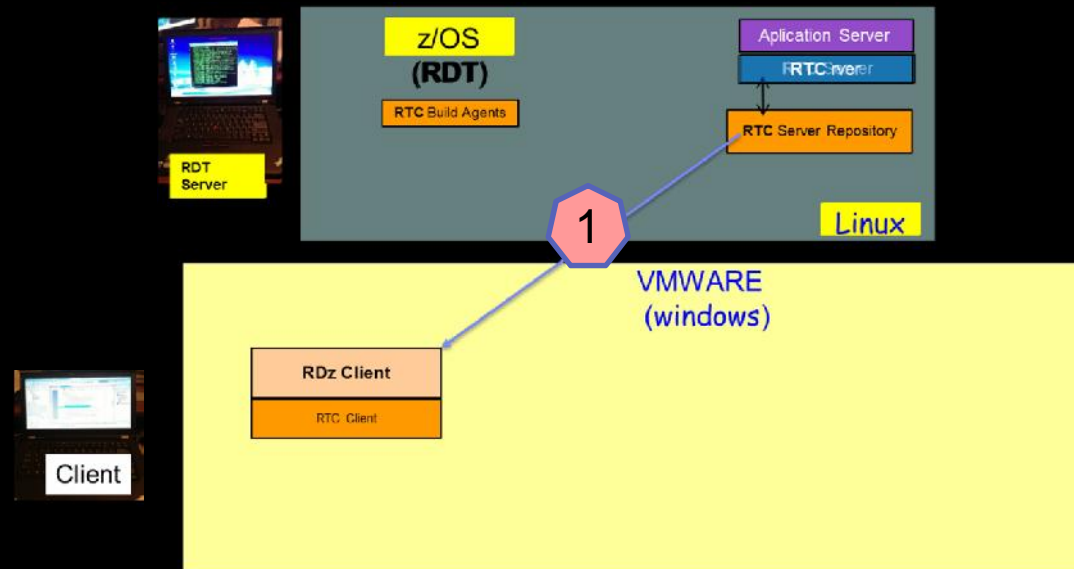 z/OS
(RDT)
RTC Build Agents
Aplication Server
RTC
RTC Server Repository
Linux
RDT
Server
1
VMWARE
(windows)
RDz Client
RTC Client
Client